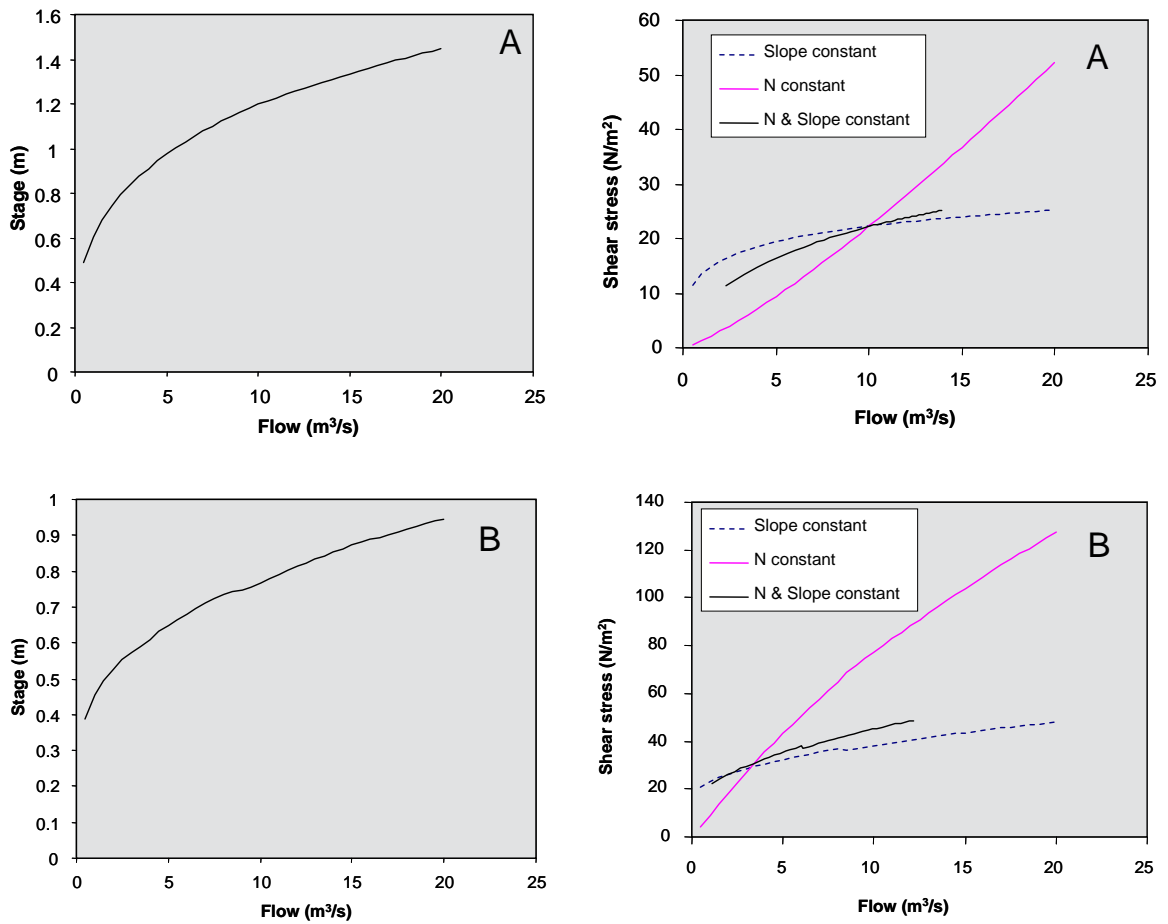 A
1.6
1.4
1.2
1
0.8
0.6
0.4
0.2
0
Stage (m)
0 5 10 15 20 25
Flow (m³/s)
A
Slope constant
N constant
N & Slope constant
60
50
40
30
20
10
0
Shear stress (N/m²)
0 5 10 15 20 25
Flow (m³/s)
B
1
0.9
0.8
0.7
0.6
0.5
0.4
0.3
0.2
0.1
0
Stage (m)
0 5 10 15 20 25
Flow (m³/s)
B
Slope constant
N constant
N & Slope constant
140
120
100
80
60
40
20
0
Shear stress (N/m²)
0 5 10 15 20 25
Flow (m³/s)